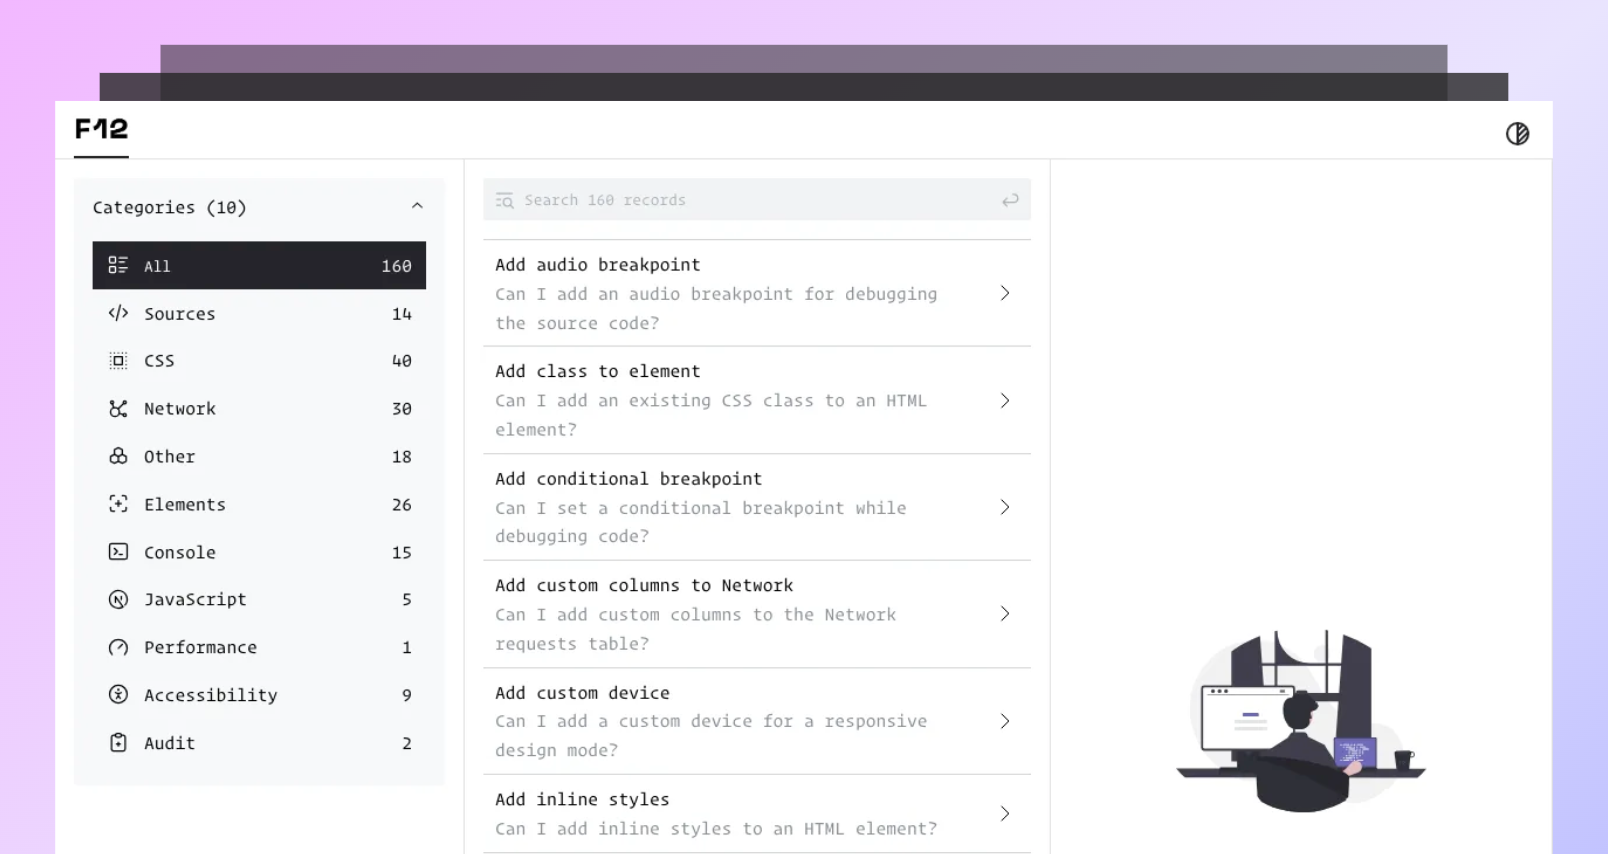 F12
Categories (10)
All 160
Sources 14
CSS 40
Network 30
Other 18
Elements 26
Console 15
JavaScript 5
Performance 1
Accessibility 9
Audit 2
Search 160 records
Add audio breakpoint
Can I add an audio breakpoint for debugging
the source code?
Add class to element
Can I add an existing CSS class to an HTML
element?
Add conditional breakpoint
Can I set a conditional breakpoint while
debugging code?
Add custom columns to Network
Can I add custom columns to the Network
requests table?
Add custom device
Can I add a custom device for a responsive
design mode?
Add inline styles
Can I add inline styles to an HTML element?